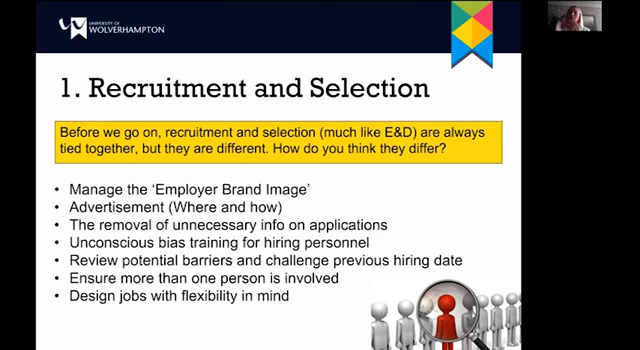 UNIVERSITY OF
WOLVERHAMPTON
1. Recruitment and Selection
Before we go on, recruitment and selection (much like E&D) are always
tied together, but they are different. How do you think they differ?
• Manage the ‘Employer Brand Image’
• Advertisement (Where and how)
• The removal of unnecessary info on applications
• Unconscious bias training for hiring personnel
• Review potential barriers and challenge previous hiring date
• Ensure more than one person is involved
• Design jobs with flexibility in mind